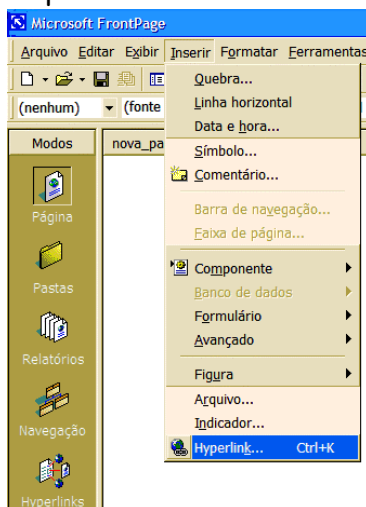 Microsoft FrontPage
Arquivo Editar Exibir Inserir Formatar Ferramentas
(nenhum) (fonte
Modos nova_pa
Página
Pastas
Relatórios
Navegação
Hyperlinks
Quebra...
Linha horizontal
Data e hora...
Símbolo...
Comentário...
Barra de navegação...
Faixa de página...
Componente
Banco de dados
Formulário
Avançado
Figura
Arquivo...
Indicador...
Hyperlink... Ctrl+K